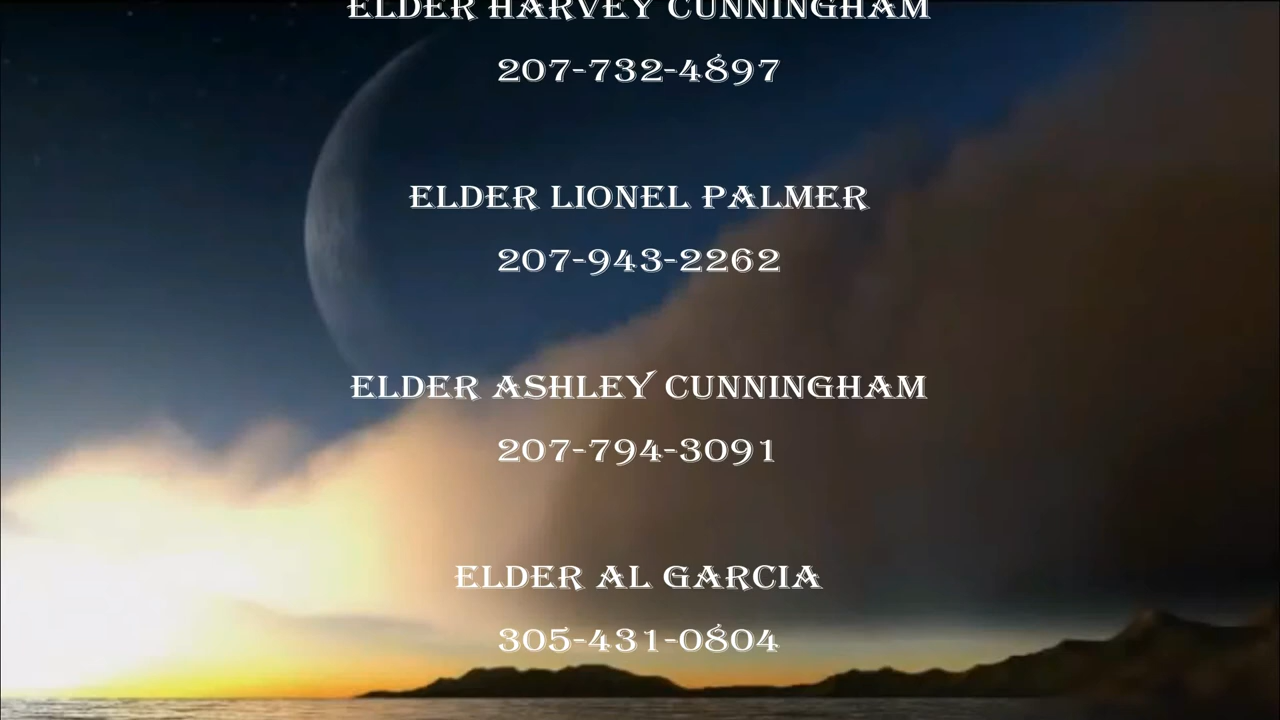 ELDER HARVEY CUNNINGHAM
207-732-4897
ELDER LIONEL PALMER
207-943-2262
ELDER ASHLEY CUNNINGHAM
207-794-3091
ELDER AL GARCIA
305-431-0804